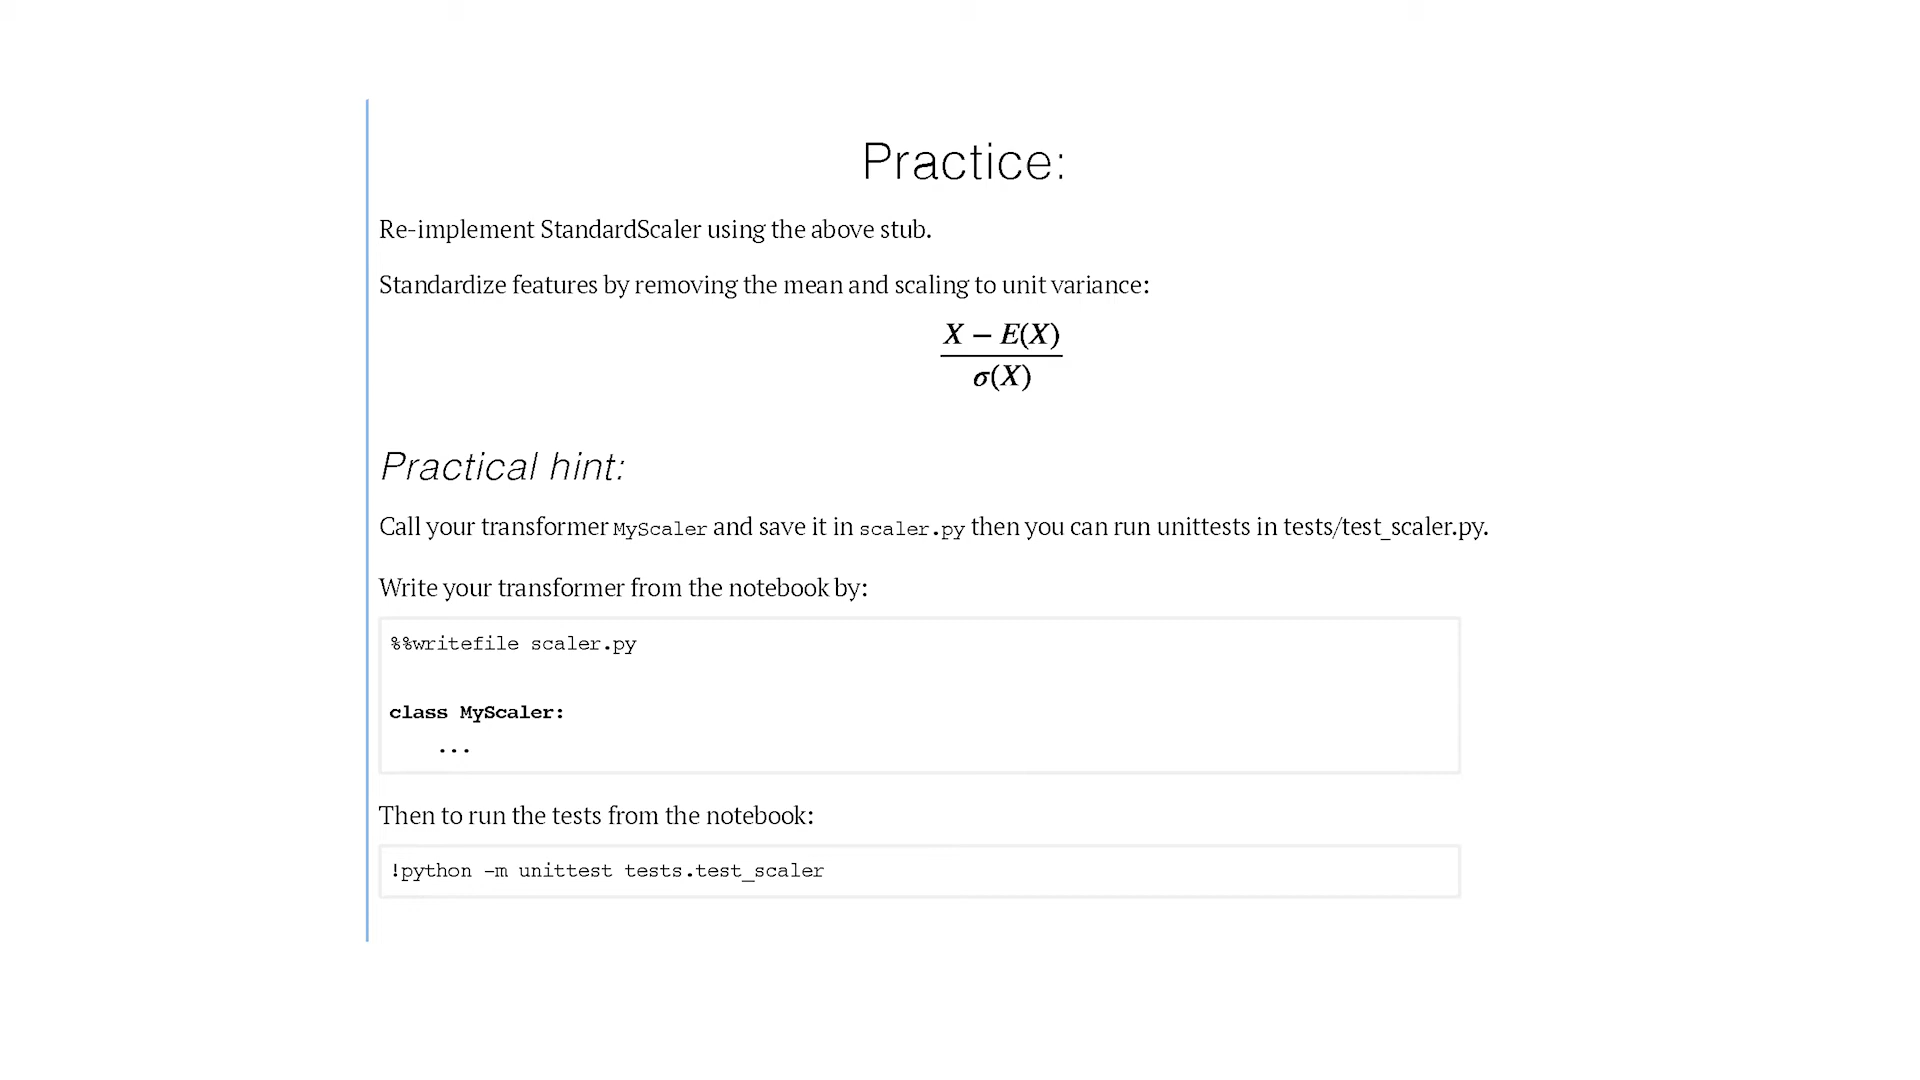 Practice:
Re-implement StandardScaler using the above stub.
Standardize features by removing the mean and scaling to unit variance:
X − E(X)
σ(X)
Practical hint:
Call your transformer MyScaler and save it in scaler.py then you can run unittests in tests/test_scaler.py.
Write your transformer from the notebook by:
%%writefile scaler.py
class MyScaler:
...
Then to run the tests from the notebook:
!python -m unittest tests.test_scaler